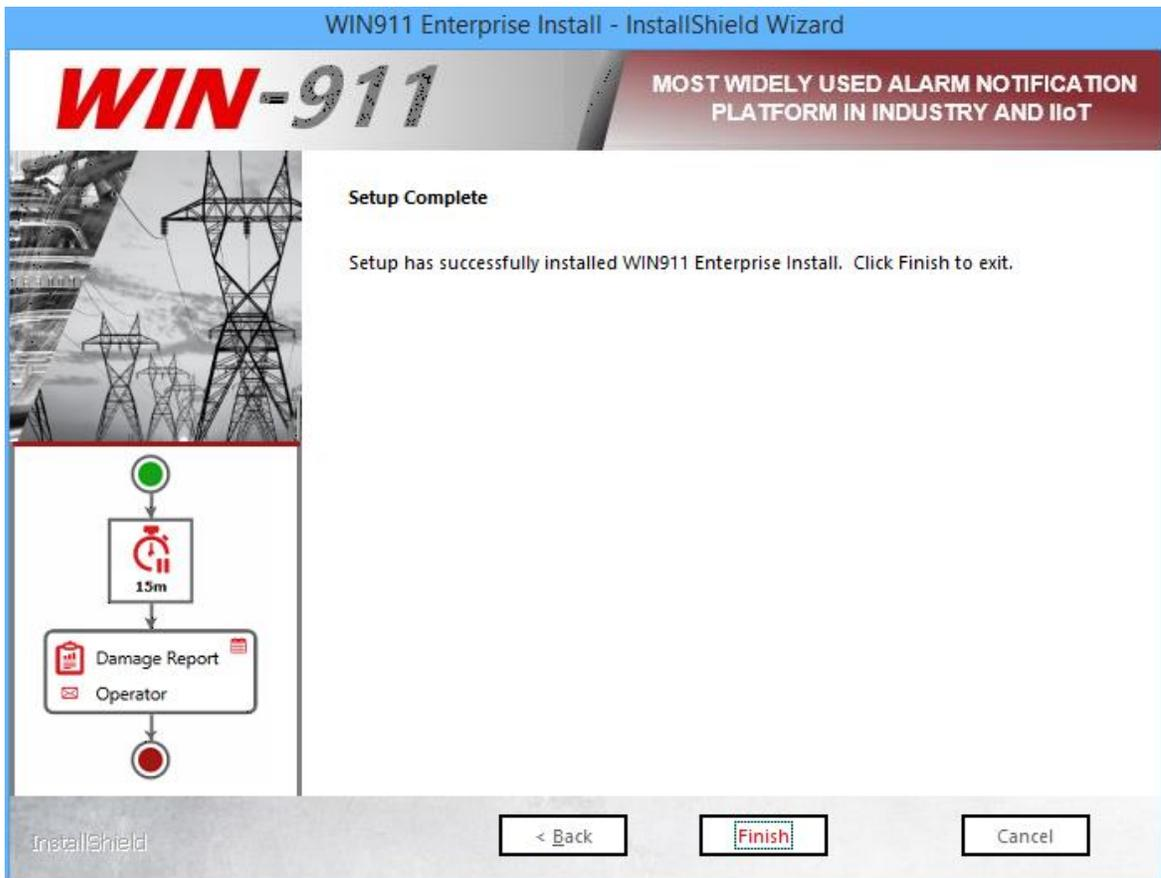 WIN911 Enterprise Install - InstallShield Wizard
WIN-911
MOST WIDELY USED ALARM NOTIFICATION
PLATFORM IN INDUSTRY AND IIoT
Setup Complete
Setup has successfully installed WIN911 Enterprise Install. Click Finish to exit.
15m
Damage Report
Operator
InstallShield
< Back
Finish
Cancel